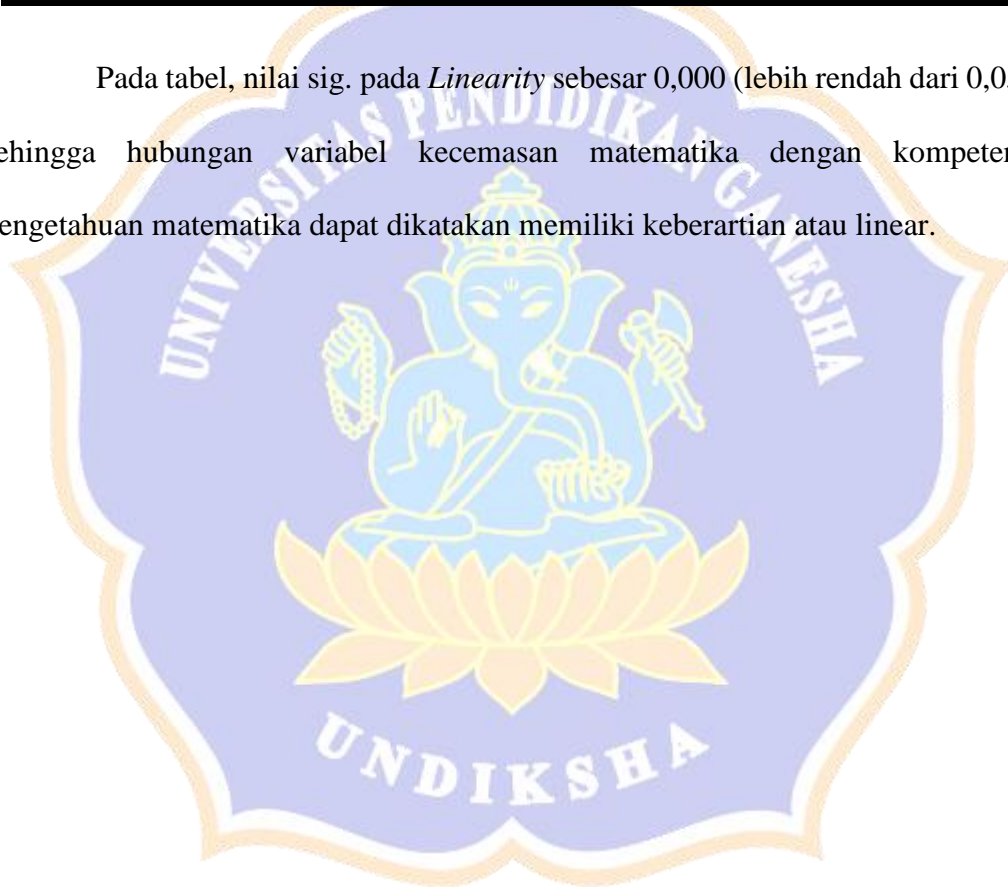 Pada tabel, nilai sig. pada Linearity sebesar 0,000 (lebih rendah dari 0,0
ehingga hubungan variabel kecemasan matematika dengan kompeten
engetahuan matematika dapat dikatakan memiliki keberartian atau linear.
UNIVERSITAS PENDIDIKAN GANESHA
UNDIKSHA